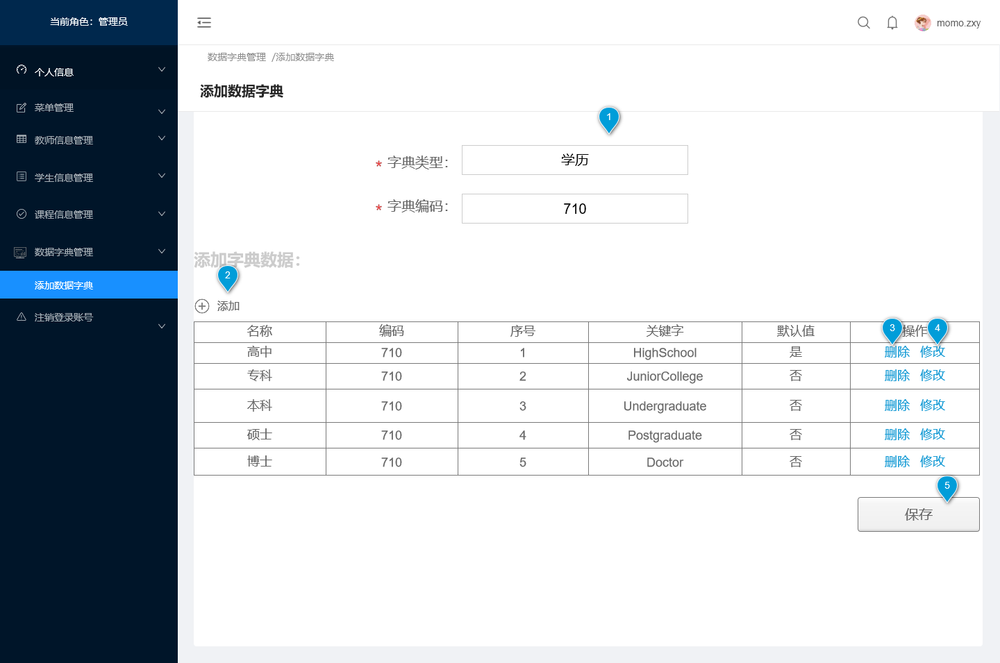 当前角色：管理员
momo.zxy
个人信息
菜单管理
教师信息管理
学生信息管理
课程信息管理
数据字典管理
添加数据字典
注销登录账号
数据字典管理 /添加数据字典
添加数据字典
1
* 字典类型： 学历
* 字典编码： 710
添加字典数据：
2
添加
名称 编码 序号 关键字 默认值 3 操作 4
高中 710 1 HighSchool 是 删除 修改
专科 710 2 JuniorCollege 否 删除 修改
本科 710 3 Undergraduate 否 删除 修改
硕士 710 4 Postgraduate 否 删除 修改
博士 710 5 Doctor 否 删除 修改
5
保存